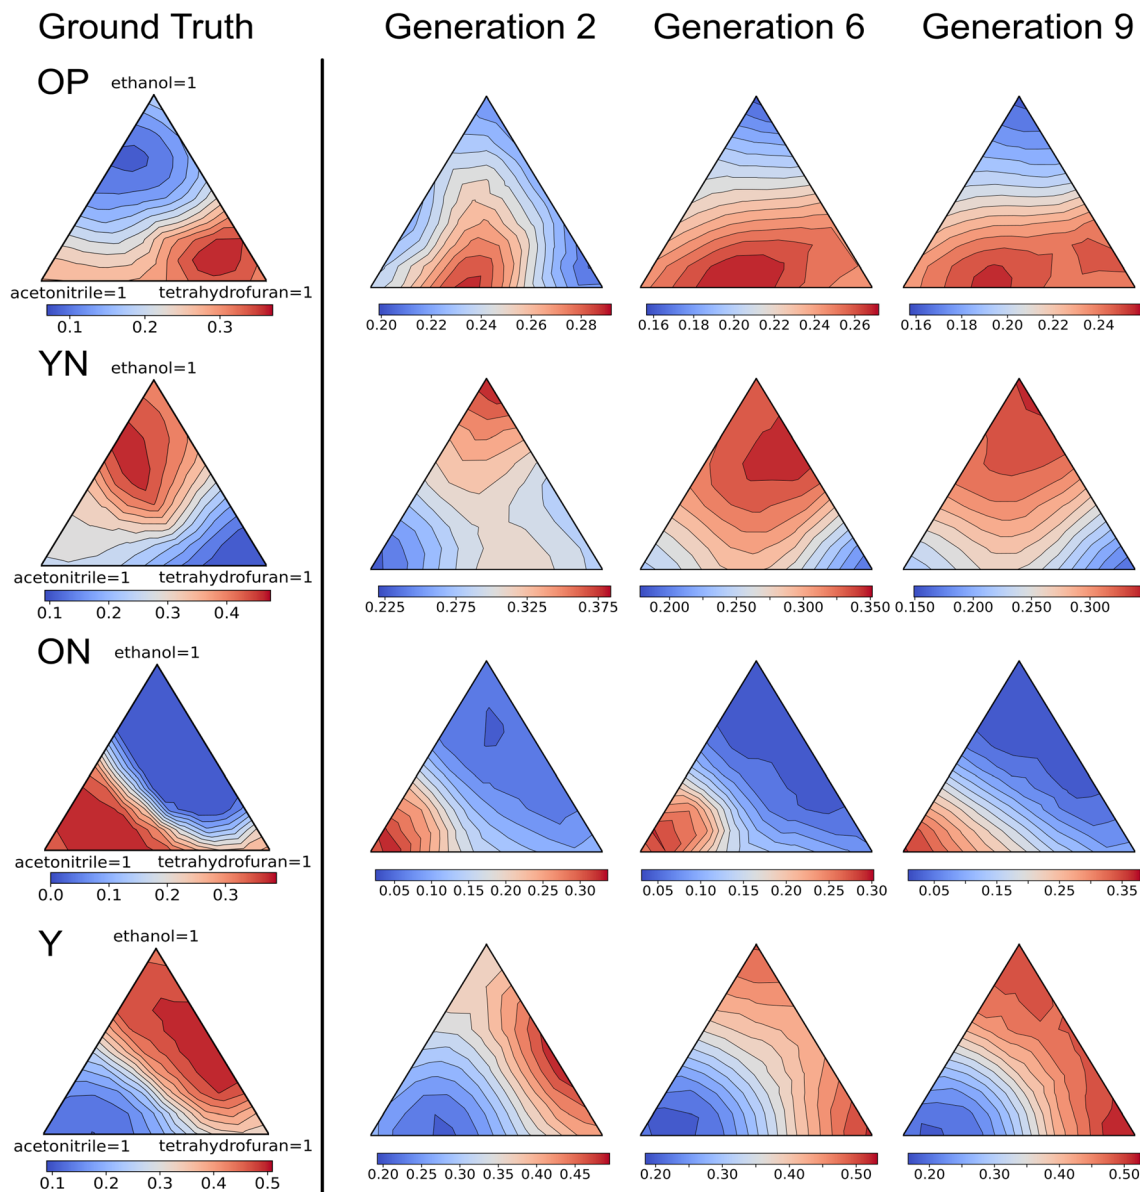 Ground Truth Generation 2 Generation 6 Generation 9
OP
ethanol=1
acetonitrile=1 tetrahydrofuran=1
0.1 0.2 0.3
0.20 0.22 0.24 0.26 0.28
0.16 0.18 0.20 0.22 0.24 0.26
0.16 0.18 0.20 0.22 0.24
YN
ethanol=1
acetonitrile=1 tetrahydrofuran=1
0.1 0.2 0.3 0.4
0.225 0.275 0.325 0.375
0.200 0.250 0.300 0.350
0.150 0.200 0.250 0.300
ON
ethanol=1
acetonitrile=1 tetrahydrofuran=1
0.0 0.1 0.2 0.3
0.05 0.10 0.15 0.20 0.25 0.30
0.05 0.10 0.15 0.20 0.25 0.30
0.05 0.15 0.25 0.35
Y
ethanol=1
acetonitrile=1 tetrahydrofuran=1
0.1 0.2 0.3 0.4 0.5
0.20 0.25 0.30 0.35 0.45
0.20 0.30 0.40 0.50
0.20 0.30 0.40 0.50